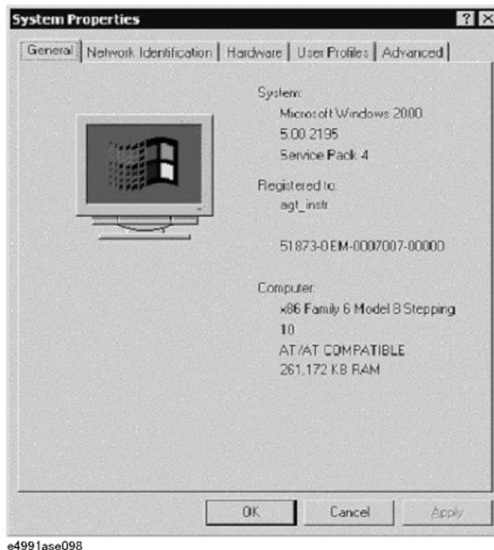 System Properties
General Network Identification Hardware User Profiles Advanced
System:
Microsoft Windows 2000
5.00.2195
Service Pack 4
Registered to:
agt_instr
51873-OEM-0007007-00000
Computer:
x86 Family 6 Model 8 Stepping
10
AT/AT COMPATIBLE
261,172 KB RAM
OK Cancel Apply
e4991ase098